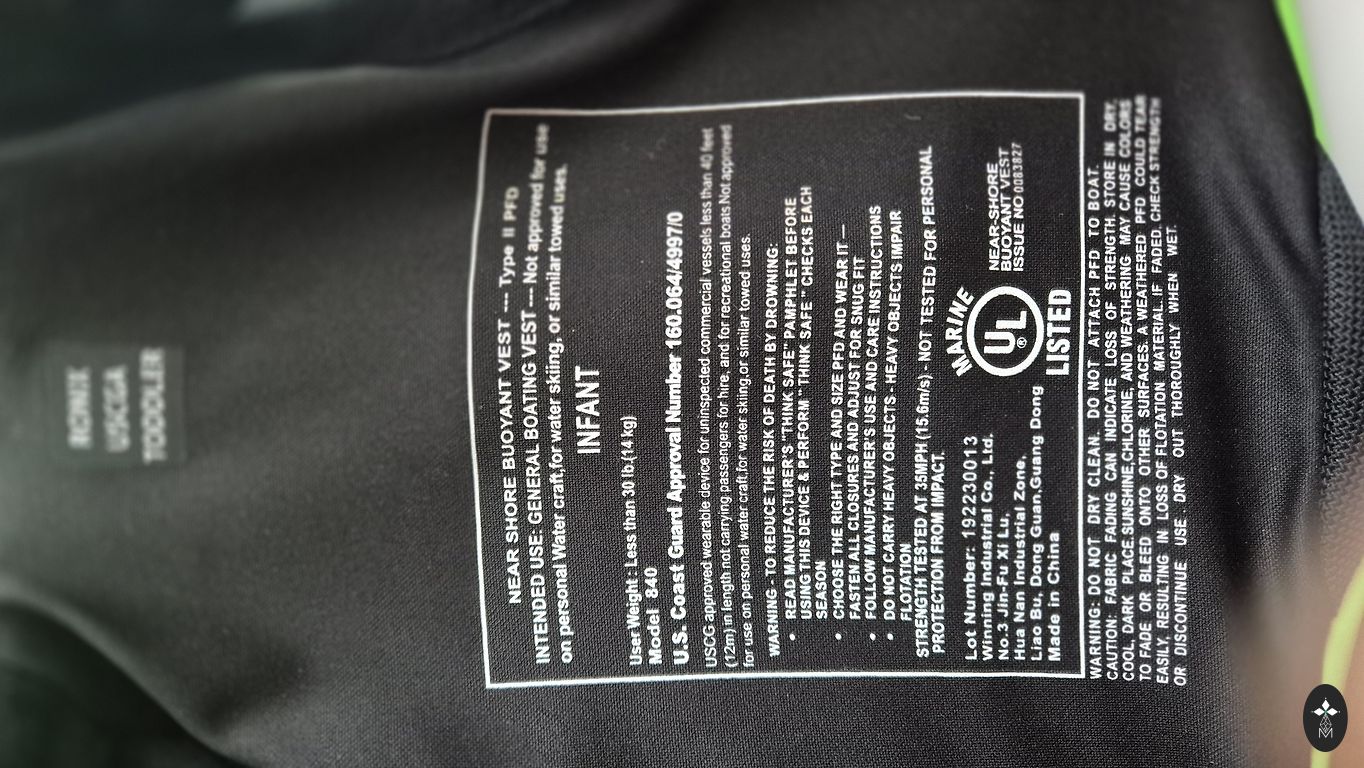 RONIX
USCGA
TODDLER
NEAR SHORE BUOYANT VEST --- Type II PFD
INTENDED USE: GENERAL BOATING VEST--- Not approved for use
on personal Water craft,for water skiing, or similar towed uses.
INFANT
User Weight : Less than 30 lb,(14 kg)
Model 840
U.S. Coast Guard Approval Number 160.064/4997/0
USCG approved wearable device for uninspected commercial vessels less than 40 feet
(12m) in length not carrying passengers for hire, and for recreational boats Not approved
for use on personal water craft,for water skiing,or similar towed uses.
WARNING - TO REDUCE THE RISK OF DEATH BY DROWNING:
• READ MANUFACTURER'S "THINK SAFE" PAMPHLET BEFORE
USING THIS DEVICE & PERFORM " THINK SAFE " CHECKS EACH
SEASON
• CHOOSE THE RIGHT TYPE AND SIZE PFD,AND WEAR IT —
FASTEN ALL CLOSURES AND ADJUST FOR SNUG FIT
• FOLLOW MANUFACTURER'S USE AND CARE INSTRUCTIONS
• DO NOT CARRY HEAVY OBJECTS - HEAVY OBJECTS IMPAIR
FLOTATION
STRENGTH TESTED AT 35MPH (15.6m/s) - NOT TESTED FOR PERSONAL
PROTECTION FROM IMPACT.
Lot Number: 192230013
Winning Industrial Co., Ltd.
No.3 Jin-Fu Xi Lu,
Hua Nan Industrial Zone,
Liao Bu, Dong Guan,Guang Dong
Made in China
MARINE
UL ®
LISTED
NEAR-SHORE
BUOYANT VEST
ISSUE NO 0083827
WARNING: DO NOT DRY CLEAN. DO NOT ATTACH PFD TO BOAT.
CAUTION: FABRIC FADING CAN INDICATE LOSS OF STRENGTH. STORE IN DRY,
COOL, DARK PLACE.SUNSHINE,CHLORINE, AND WEATHERING MAY CAUSE COLORS
TO FADE OR BLEED ONTO OTHER SURFACES. A WEATHERED PFD COULD TEAR
EASILY, RESULTING IN LOSS OF FLOTATION MATERIAL.IF FADED, CHECK STRENGTH
OR DISCONTINUE USE . DRY OUT THOROUGHLY WHEN WET.
M